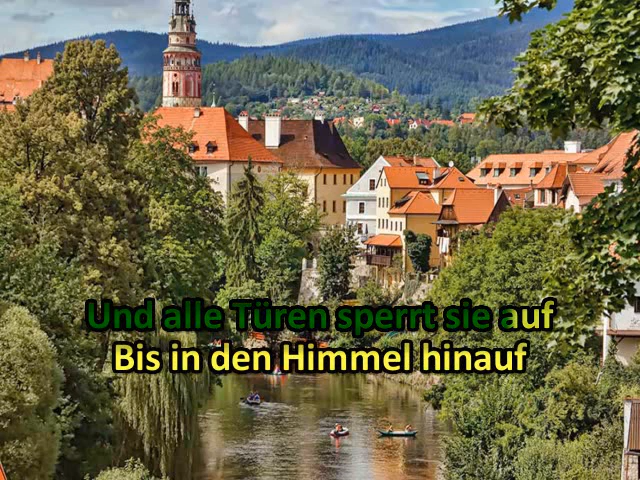 Und alle Türen sperrt sie auf
Bis in den Himmel hinauf